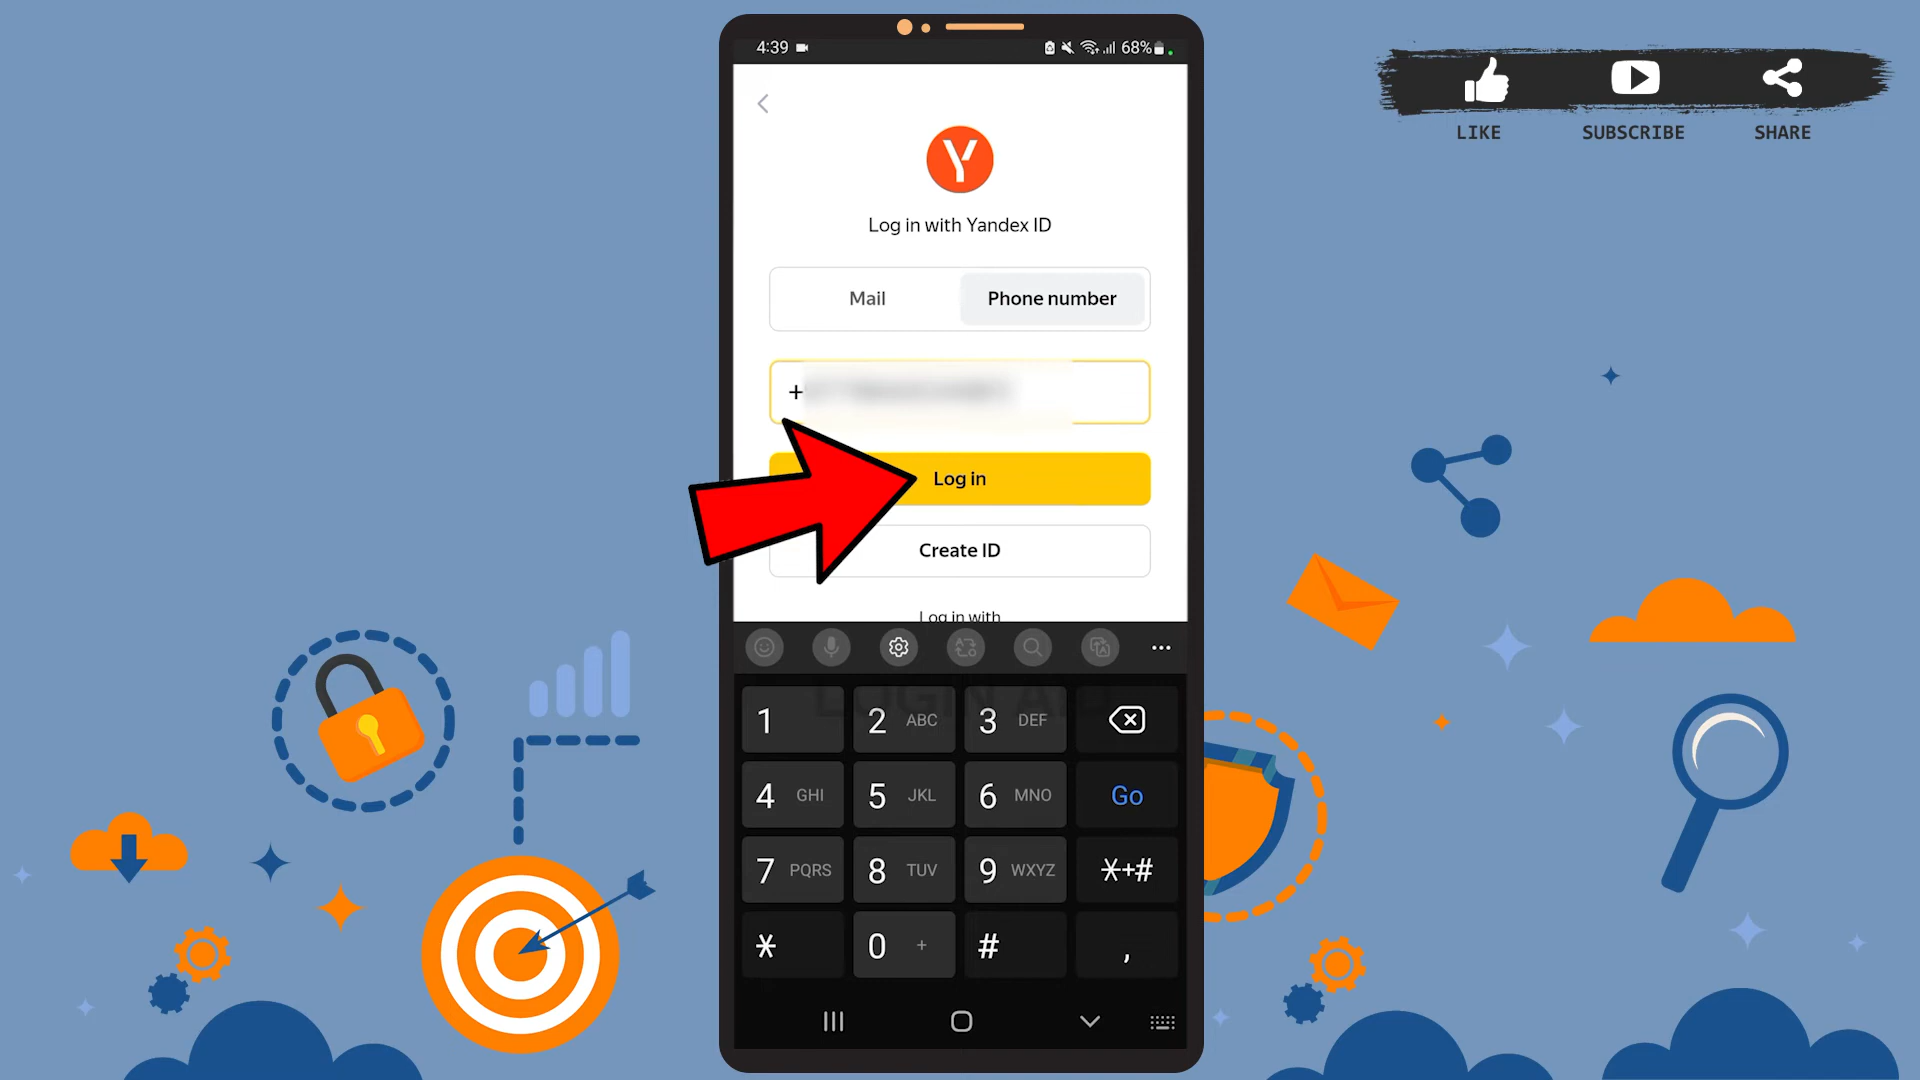 4:39
68%
LIKE
SUBSCRIBE
SHARE
Y
Log in with Yandex ID
Mail
Phone number
+
Log in
Create ID
Log in with
LOGIN AID
1
2 ABC
3 DEF
4 GHI
5 JKL
6 MNO
Go
7 PQRS
8 TUV
9 WXYZ
*+#
*
0 +
#
,